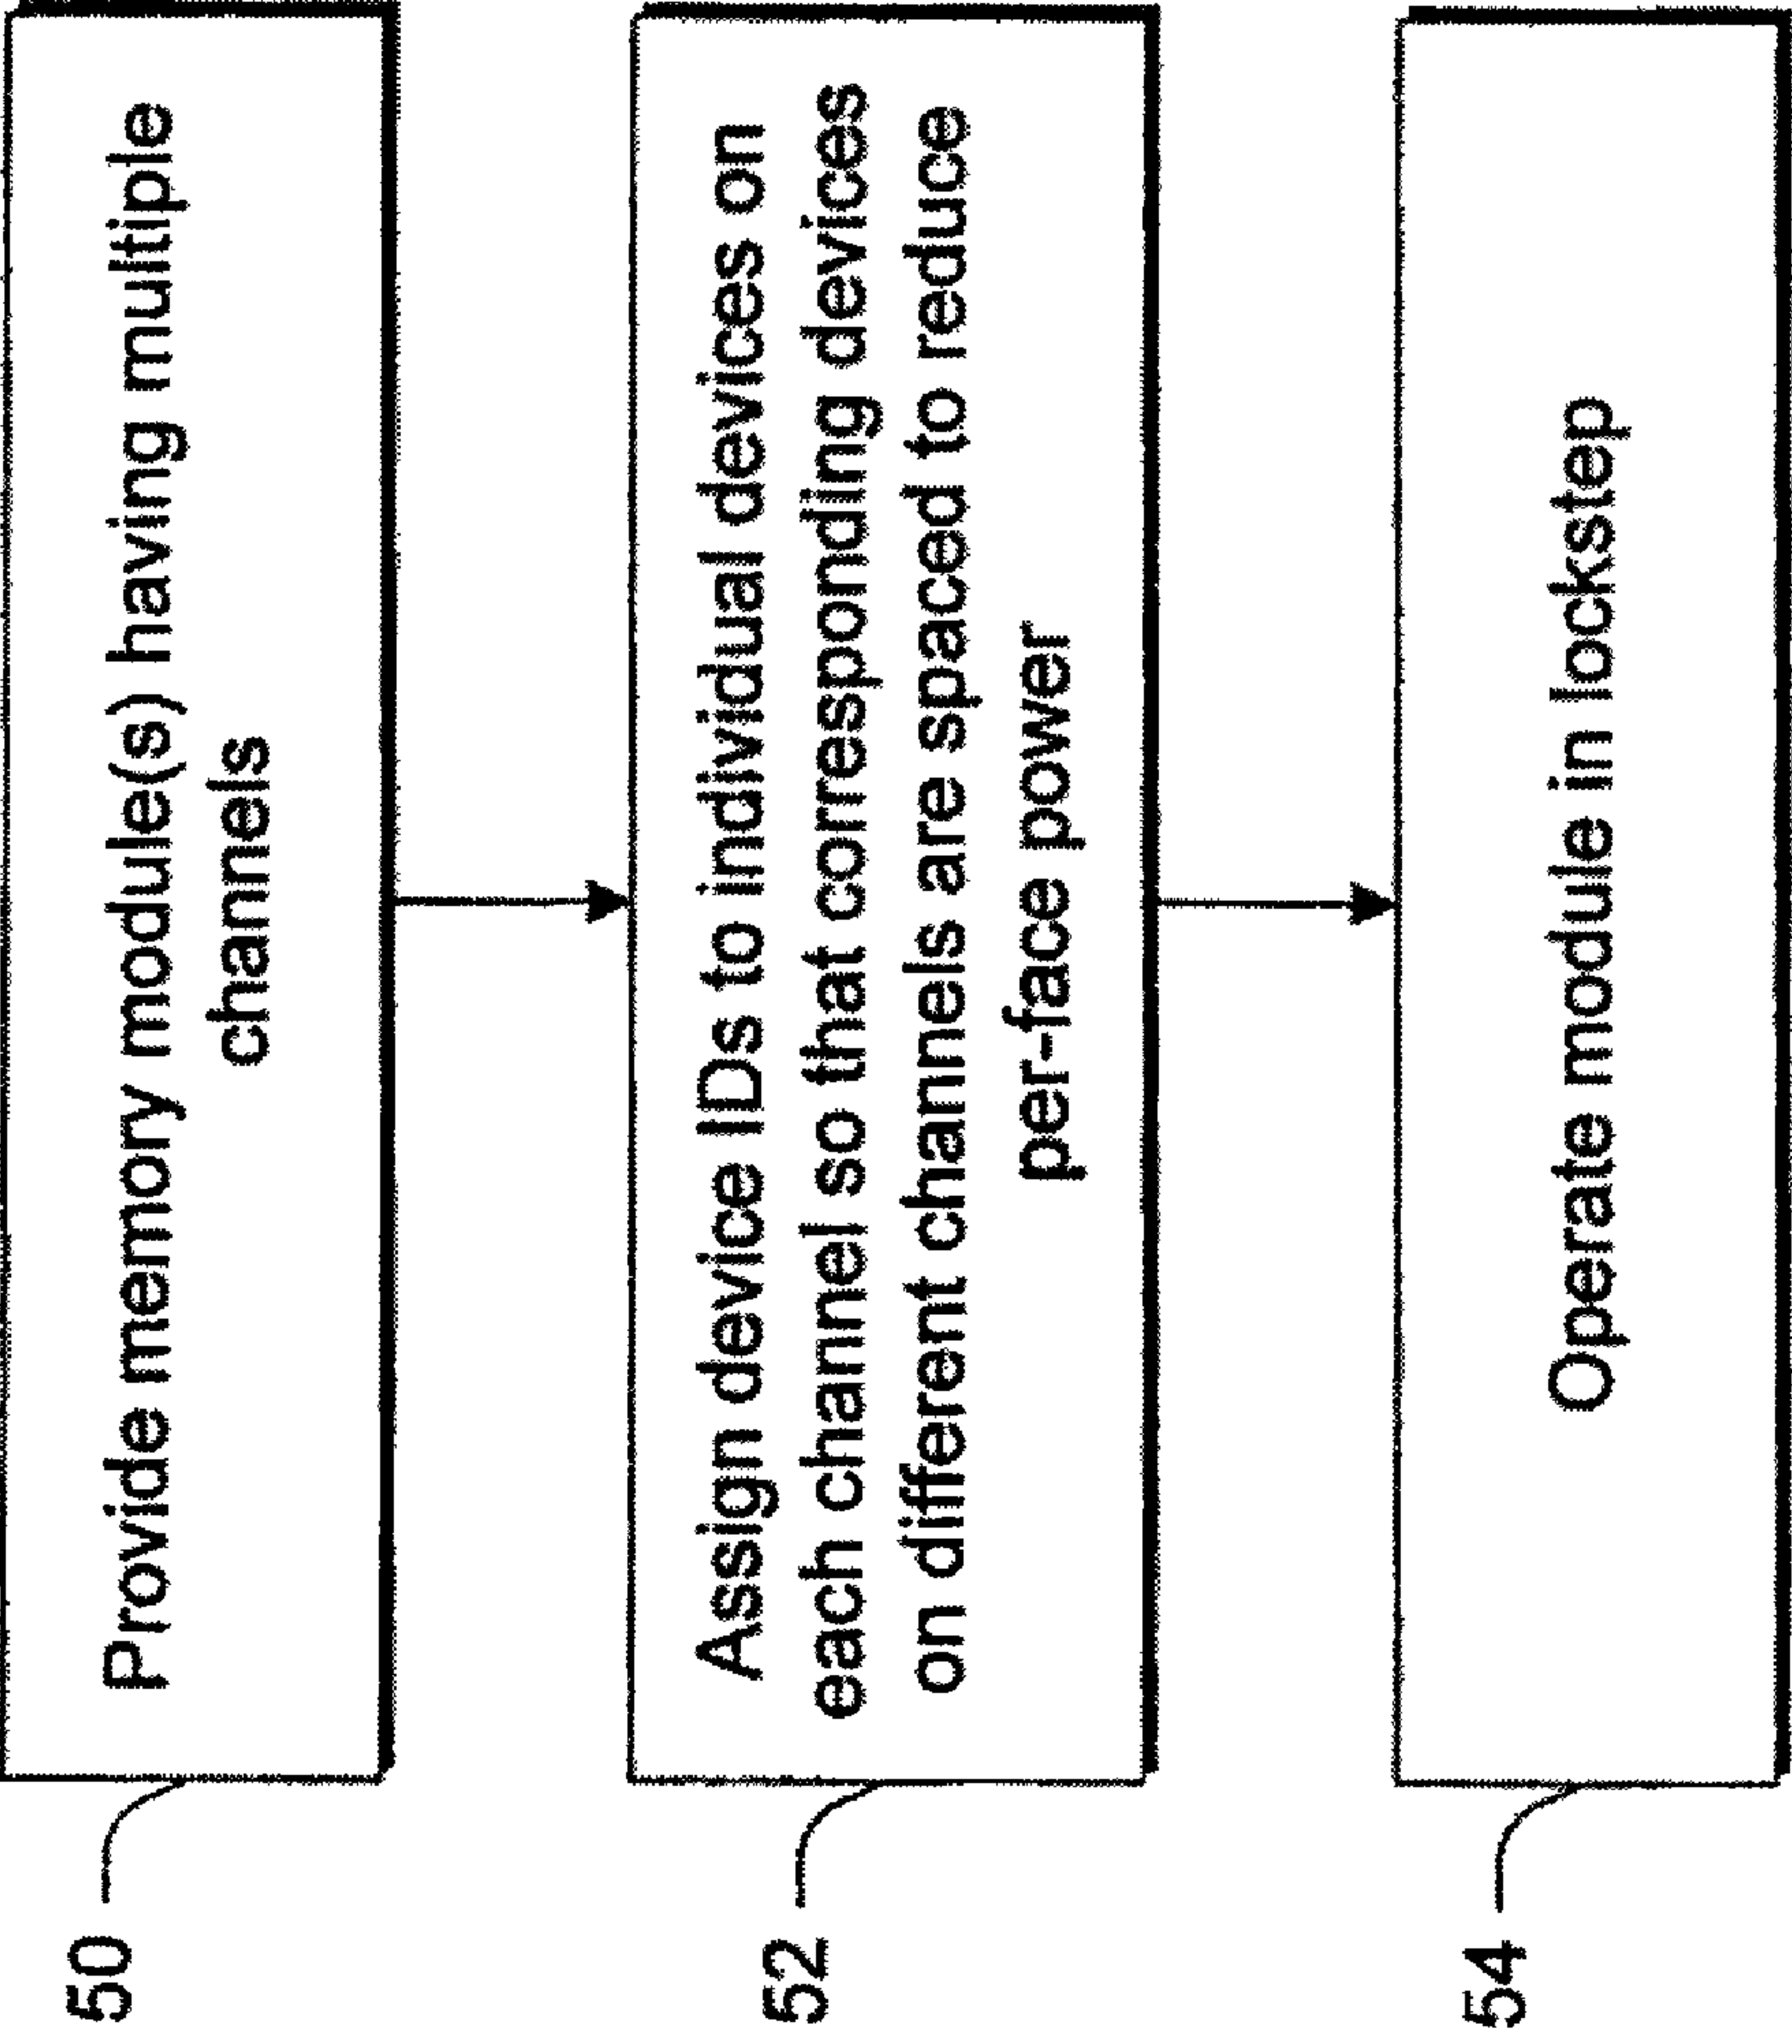 50
Provide memory module(s) having multiple
channels
52
Assign device IDs to individual devices on
each channel so that corresponding devices
on different channels are spaced to reduce
per-face power
54
Operate module in lockstep